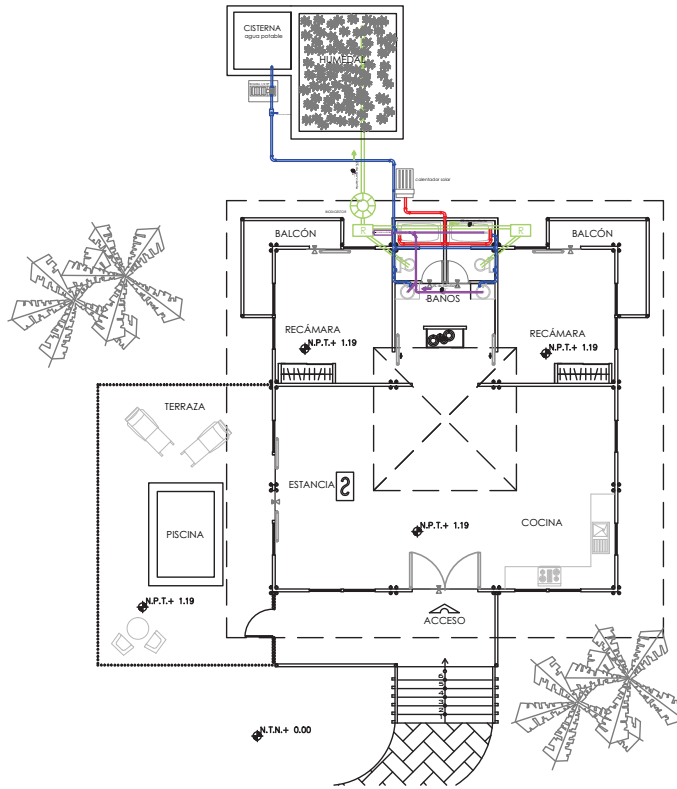 CISTERNA
agua potable
HUMEDAL
calentador solar
BALCÓN
BALCÓN
R
R
BAÑOS
RECÁMARA
N.P.T.+ 1.19
RECÁMARA
N.P.T.+ 1.19
TERRAZA
ESTANCIA
COCINA
N.P.T.+ 1.19
PISCINA
N.P.T.+ 1.19
ACCESO
N.T.N.+ 0.00